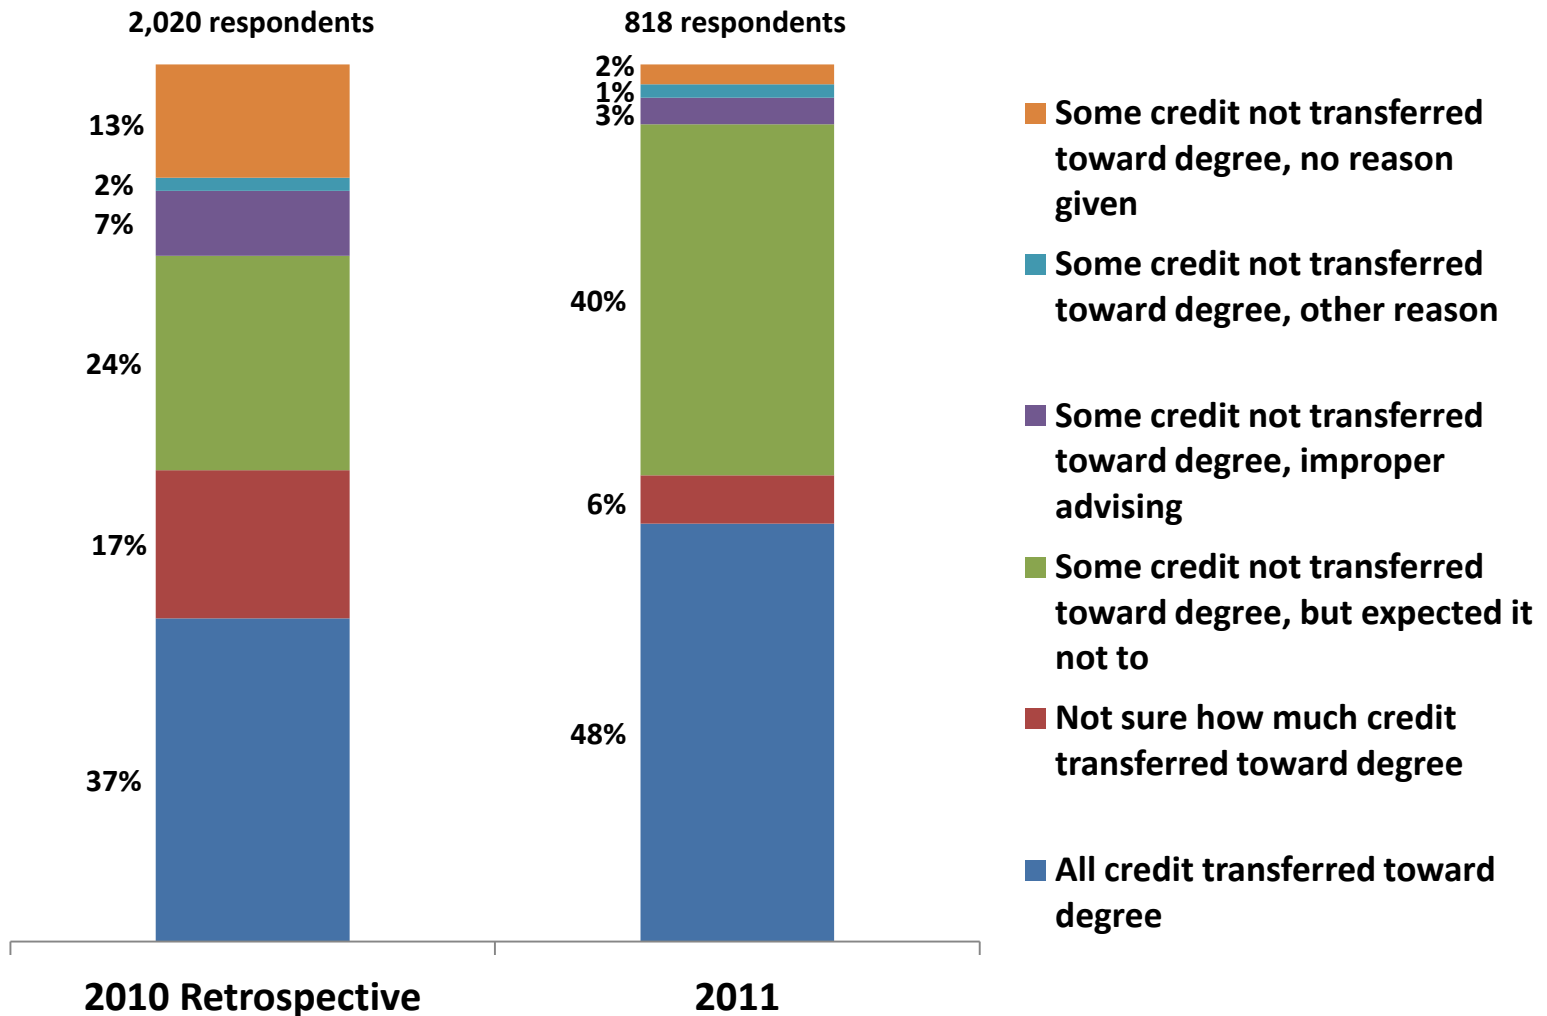 2,020 respondents
818 respondents
13%
2%
7%
24%
17%
37%
2%
1%
3%
40%
6%
48%
2010 Retrospective
2011
Some credit not transferred
toward degree, no reason
given
Some credit not transferred
toward degree, other reason
Some credit not transferred
toward degree, improper
advising
Some credit not transferred
toward degree, but expected it
not to
Not sure how much credit
transferred toward degree
All credit transferred toward
degree